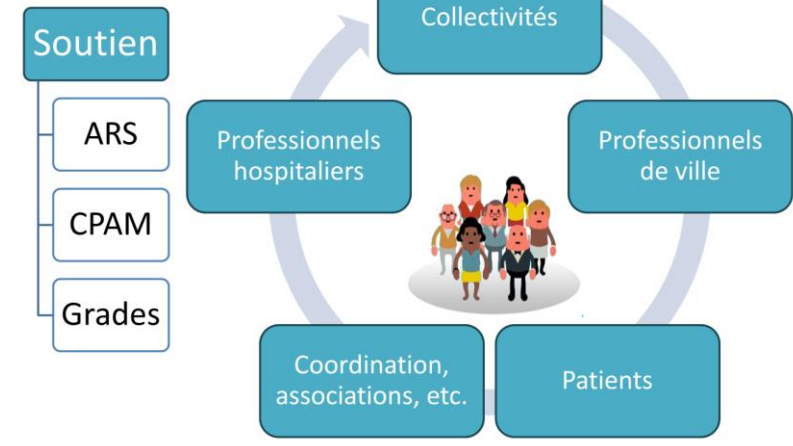 Soutien
ARS
CPAM
Grades
Collectivités
Professionnels
de ville
Patients
Coordination,
associations, etc.
Professionnels
hospitaliers